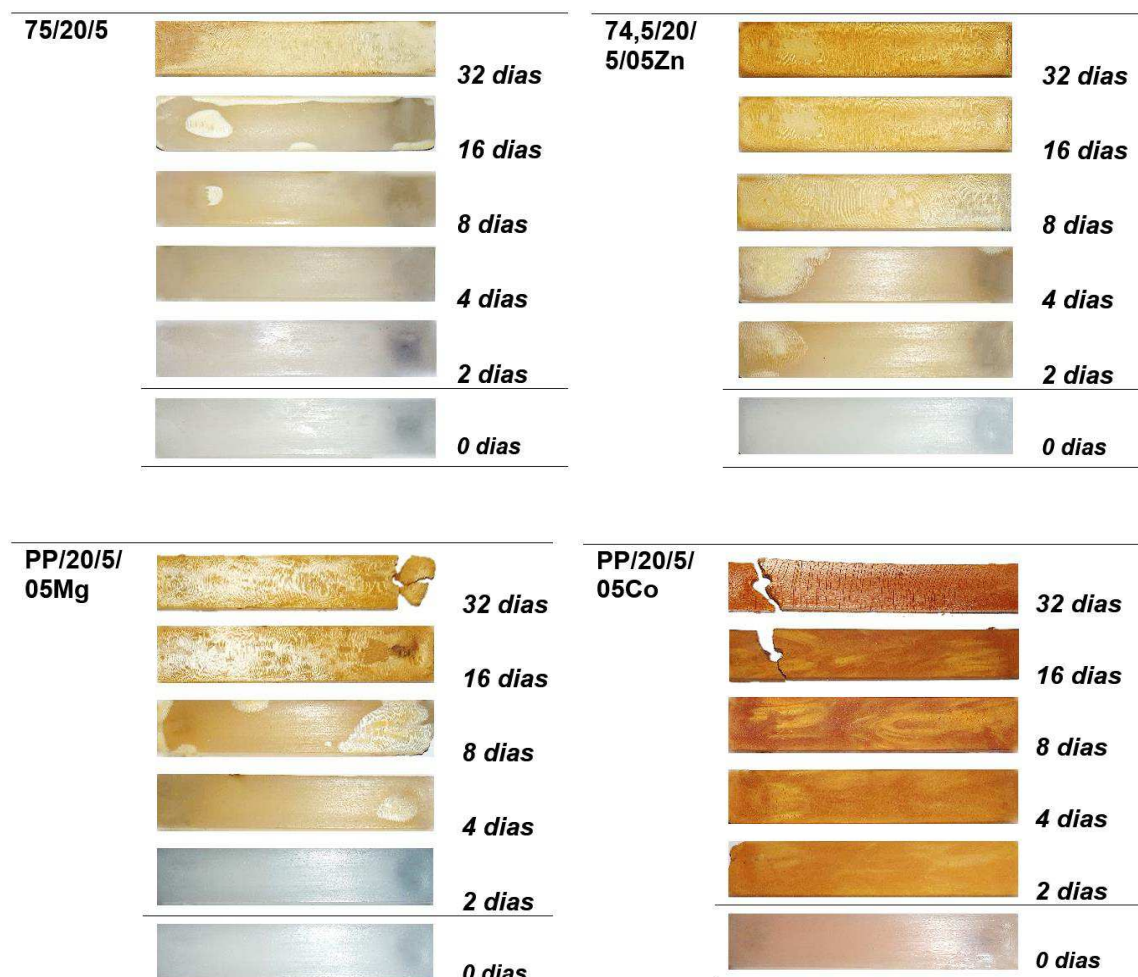 75/20/5
32 dias
16 dias
8 dias
4 dias
2 dias
0 dias
74,5/20/
5/05Zn
32 dias
16 dias
8 dias
4 dias
2 dias
0 dias
PP/20/5/
05Mg
32 dias
16 dias
8 dias
4 dias
2 dias
0 dias
PP/20/5/
05Co
32 dias
16 dias
8 dias
4 dias
2 dias
0 dias